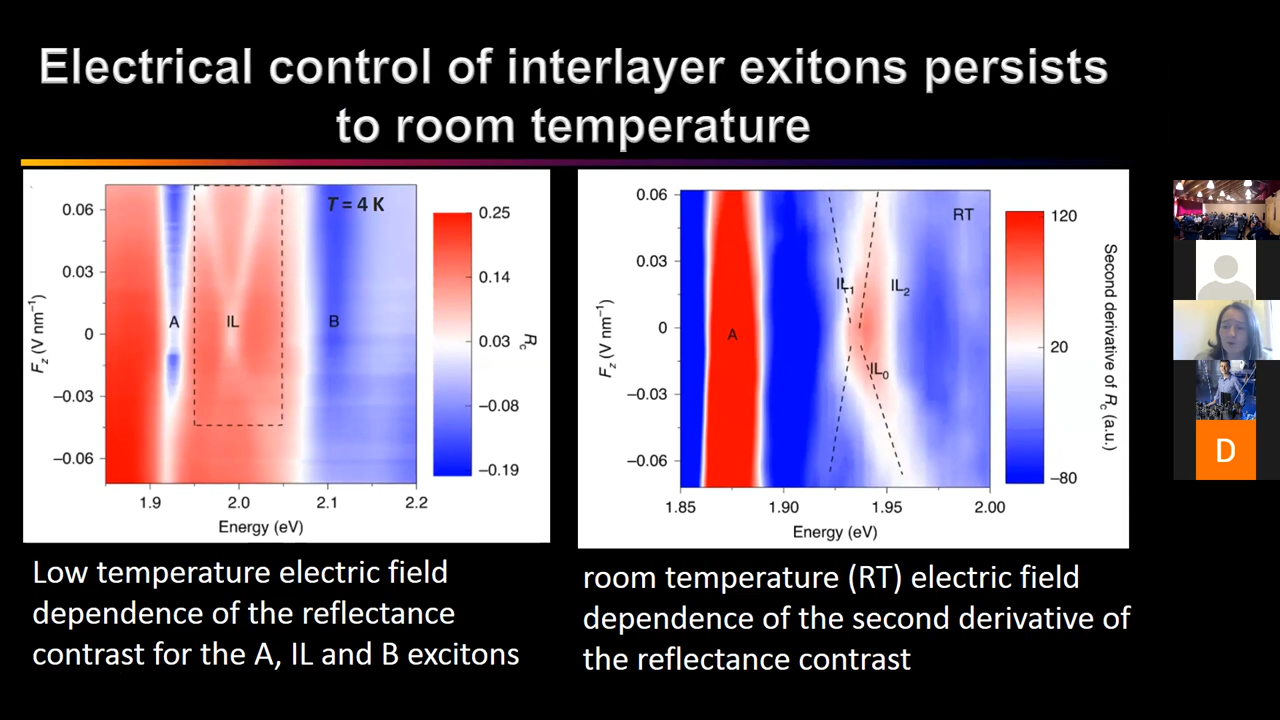 Electrical control of interlayer exitons persists
to room temperature
T = 4 K
0.06
0.03
0
−0.03
−0.06
F_z (V nm⁻¹)
A
IL
B
1.9
2.0
2.1
2.2
Energy (eV)
0.25
0.14
0.03
−0.08
−0.19
R_c
RT
0.06
0.03
0
−0.03
−0.06
F_z (V nm⁻¹)
A
IL₁
IL₂
IL₀
1.85
1.90
1.95
2.00
Energy (eV)
120
20
−80
Second derivative of R_c (a.u.)
Low temperature electric field
dependence of the reflectance
contrast for the A, IL and B excitons
room temperature (RT) electric field
dependence of the second derivative of
the reflectance contrast
D